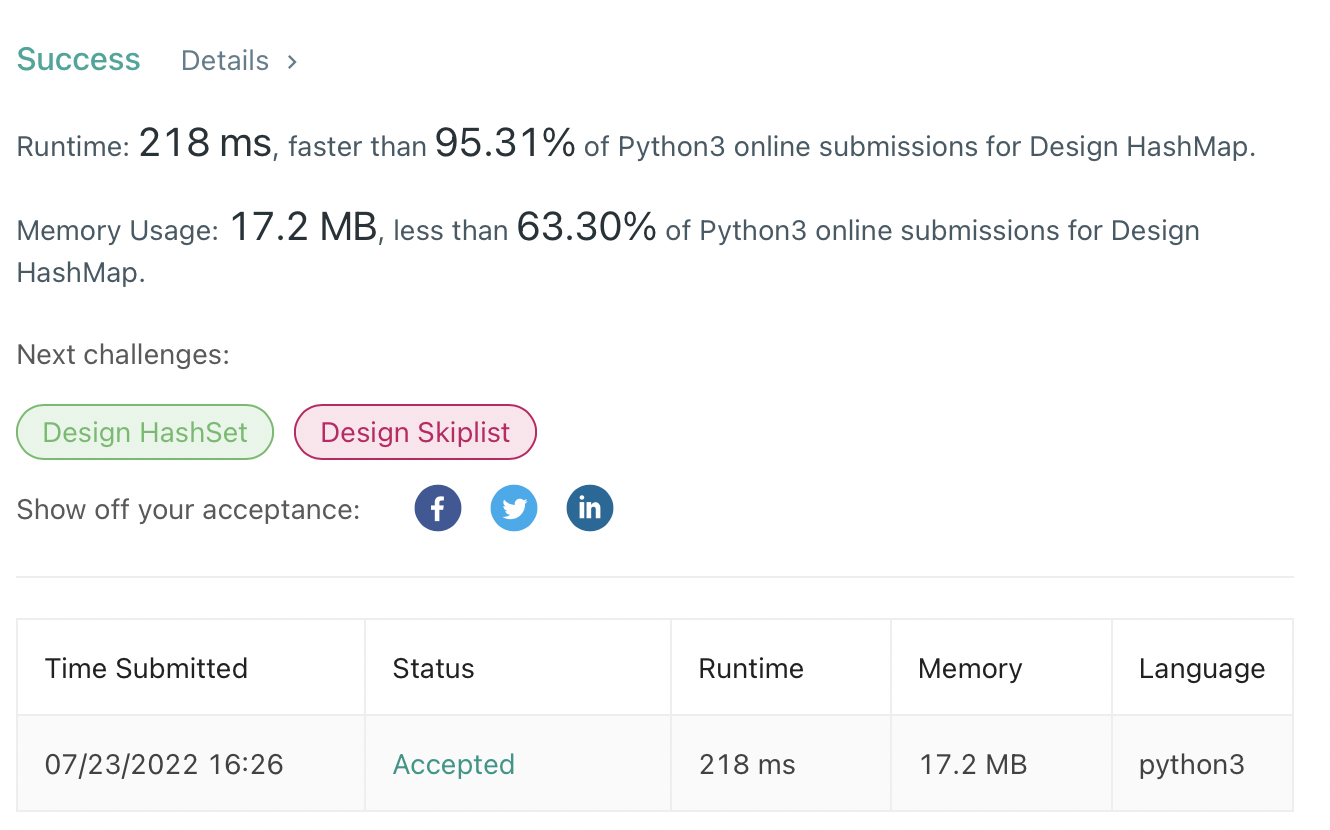 Success Details >
Runtime: 218 ms, faster than 95.31% of Python3 online submissions for Design HashMap.
Memory Usage: 17.2 MB, less than 63.30% of Python3 online submissions for Design
HashMap.
Next challenges:
Design HashSet Design Skiplist
Show off your acceptance: f in
Time Submitted Status Runtime Memory Language
07/23/2022 16:26 Accepted 218 ms 17.2 MB python3